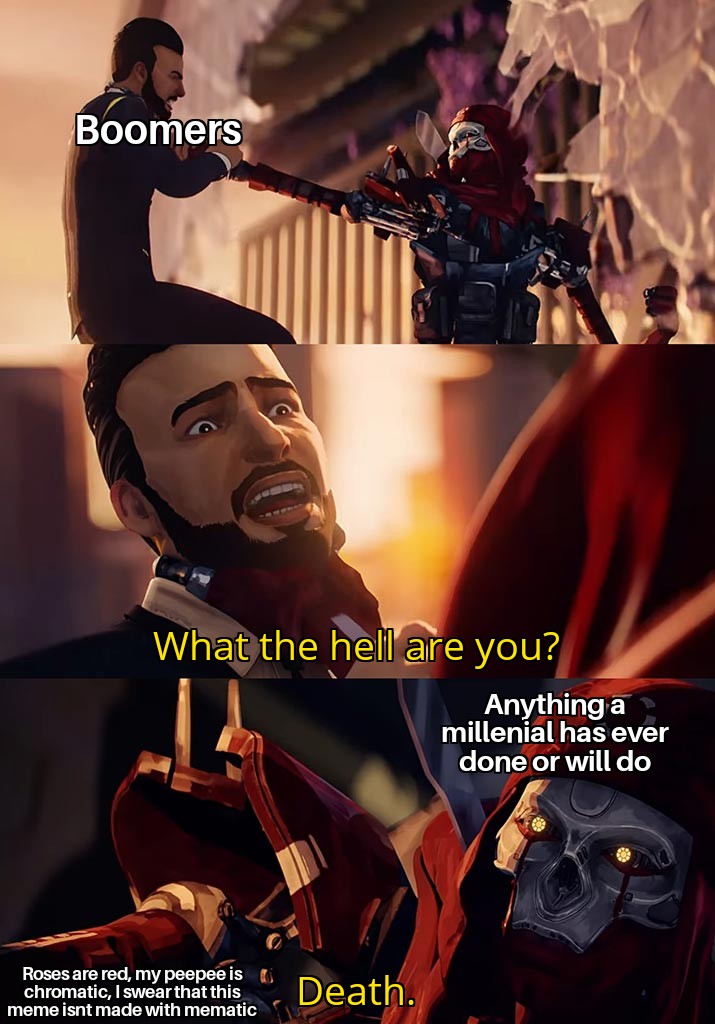 Boomers
What the hell are you?
Anything a
millenial has ever
done or will do
Roses are red, my peepee is
chromatic, I swear that this
meme isnt made with mematic
Death.